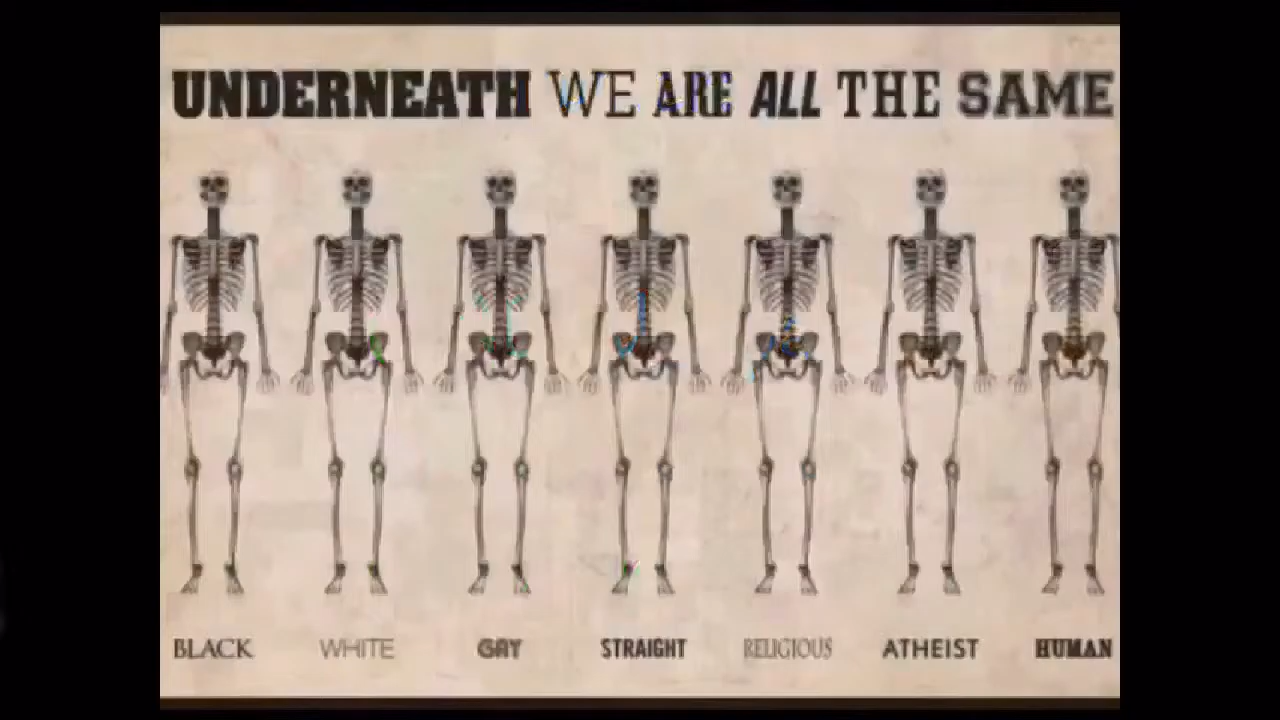 UNDERNEATH WE ARE ALL THE SAME
BLACK WHITE GAY STRAIGHT RELIGIOUS ATHEIST HUMAN